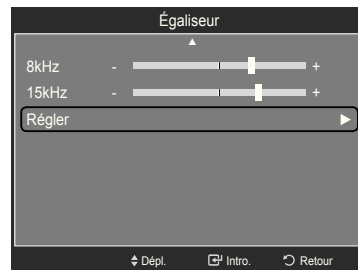 Égaliseur
8kHz - +
15kHz - +
Régler
Dépl. Intro. Retour